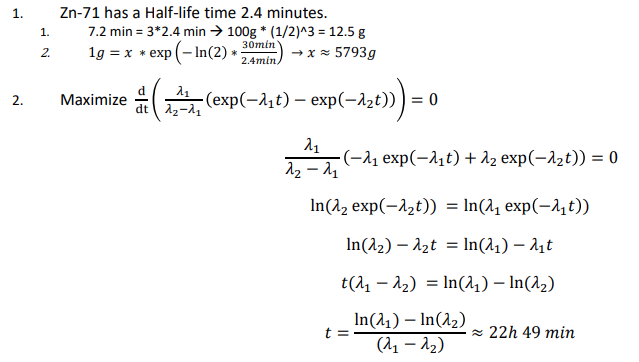 1. Zn-71 has a Half-life time 2.4 minutes.
1. 7.2 min = 3*2.4 min → 100g * (1/2)^3 = 12.5 g
2. 1g = x * exp(−ln(2) * 30min/2.4min) → x ≈ 5793g
2. Maximize d/dt(λ₁/(λ₂−λ₁)(exp(−λ₁t) − exp(−λ₂t))) = 0
λ₁/(λ₂ − λ₁)(−λ₁ exp(−λ₁t) + λ₂ exp(−λ₂t)) = 0
ln(λ₂ exp(−λ₂t)) = ln(λ₁ exp(−λ₁t))
ln(λ₂) − λ₂t = ln(λ₁) − λ₁t
t(λ₁ − λ₂) = ln(λ₁) − ln(λ₂)
t = (ln(λ₁) − ln(λ₂))/(λ₁ − λ₂) ≈ 22h 49 min